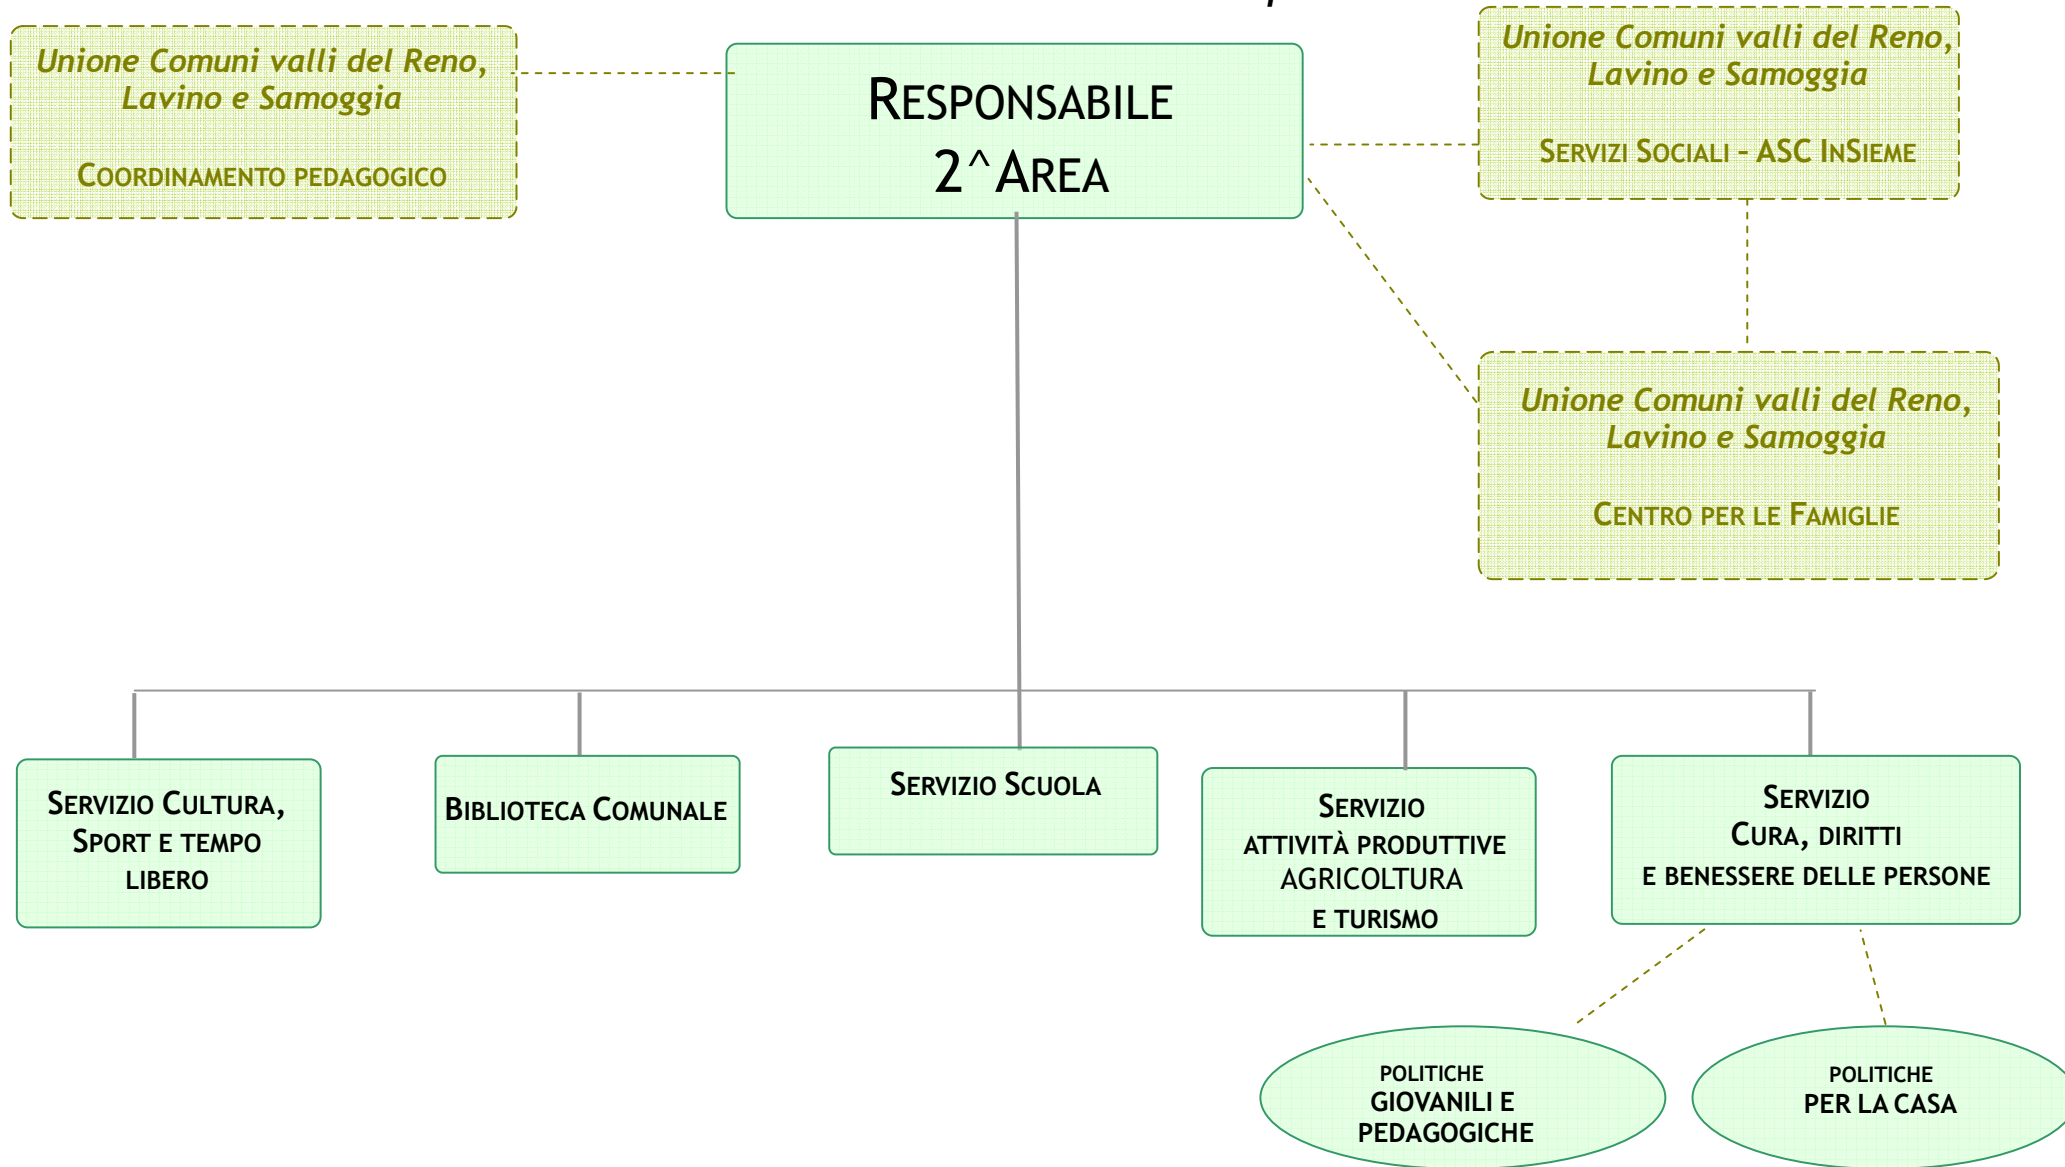 Unione Comuni valli del Reno,
Lavino e Samoggia
COORDINAMENTO PEDAGOGICO
RESPONSABILE
2^AREA
Unione Comuni valli del Reno,
Lavino e Samoggia
SERVIZI SOCIALI - ASC INSIEME
Unione Comuni valli del Reno,
Lavino e Samoggia
CENTRO PER LE FAMIGLIE
SERVIZIO CULTURA,
SPORT E TEMPO
LIBERO
BIBLIOTECA COMUNALE
SERVIZIO SCUOLA
SERVIZIO
ATTIVITÀ PRODUTTIVE
AGRICOLTURA
E TURISMO
SERVIZIO
CURA, DIRITTI
E BENESSERE DELLE PERSONE
POLITICHE
GIOVANILI E
PEDAGOGICHE
POLITICHE
PER LA CASA